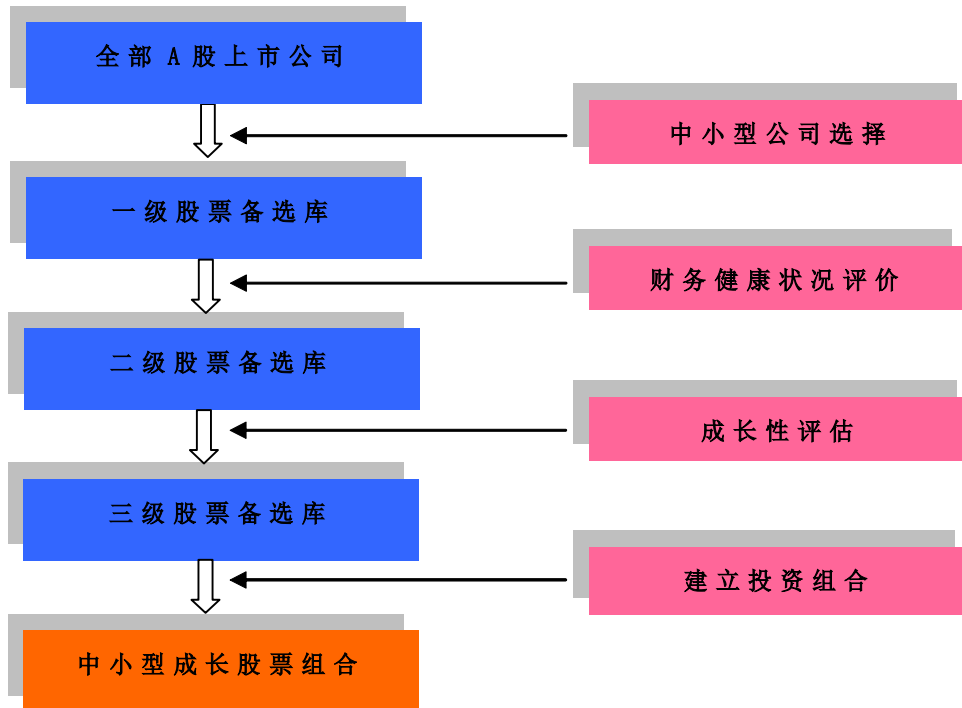 全部A股上市公司
中小型公司选择
一级股票备选库
财务健康状况评价
二级股票备选库
成长性评估
三级股票备选库
建立投资组合
中小型成长股票组合